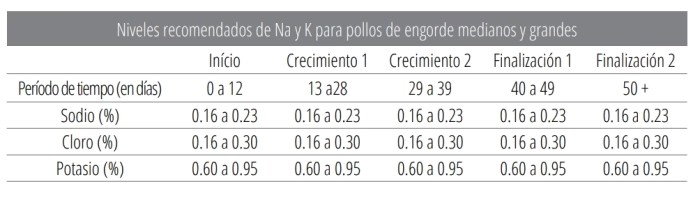 Niveles recomendados de Na y K para pollos de engorde medianos y grandes
Início Crecimiento 1 Crecimiento 2 Finalización 1 Finalización 2
Período de tiempo (en días) 0 a 12 13 a28 29 a 39 40 a 49 50 +
Sodio (%) 0.16 a 0.23 0.16 a 0.23 0.16 a 0.23 0.16 a 0.23 0.16 a 0.23
Cloro (%) 0.16 a 0.30 0.16 a 0.30 0.16 a 0.30 0.16 a 0.30 0.16 a 0.30
Potasio (%) 0.60 a 0.95 0.60 a 0.95 0.60 a 0.95 0.60 a 0.95 0.60 a 0.95